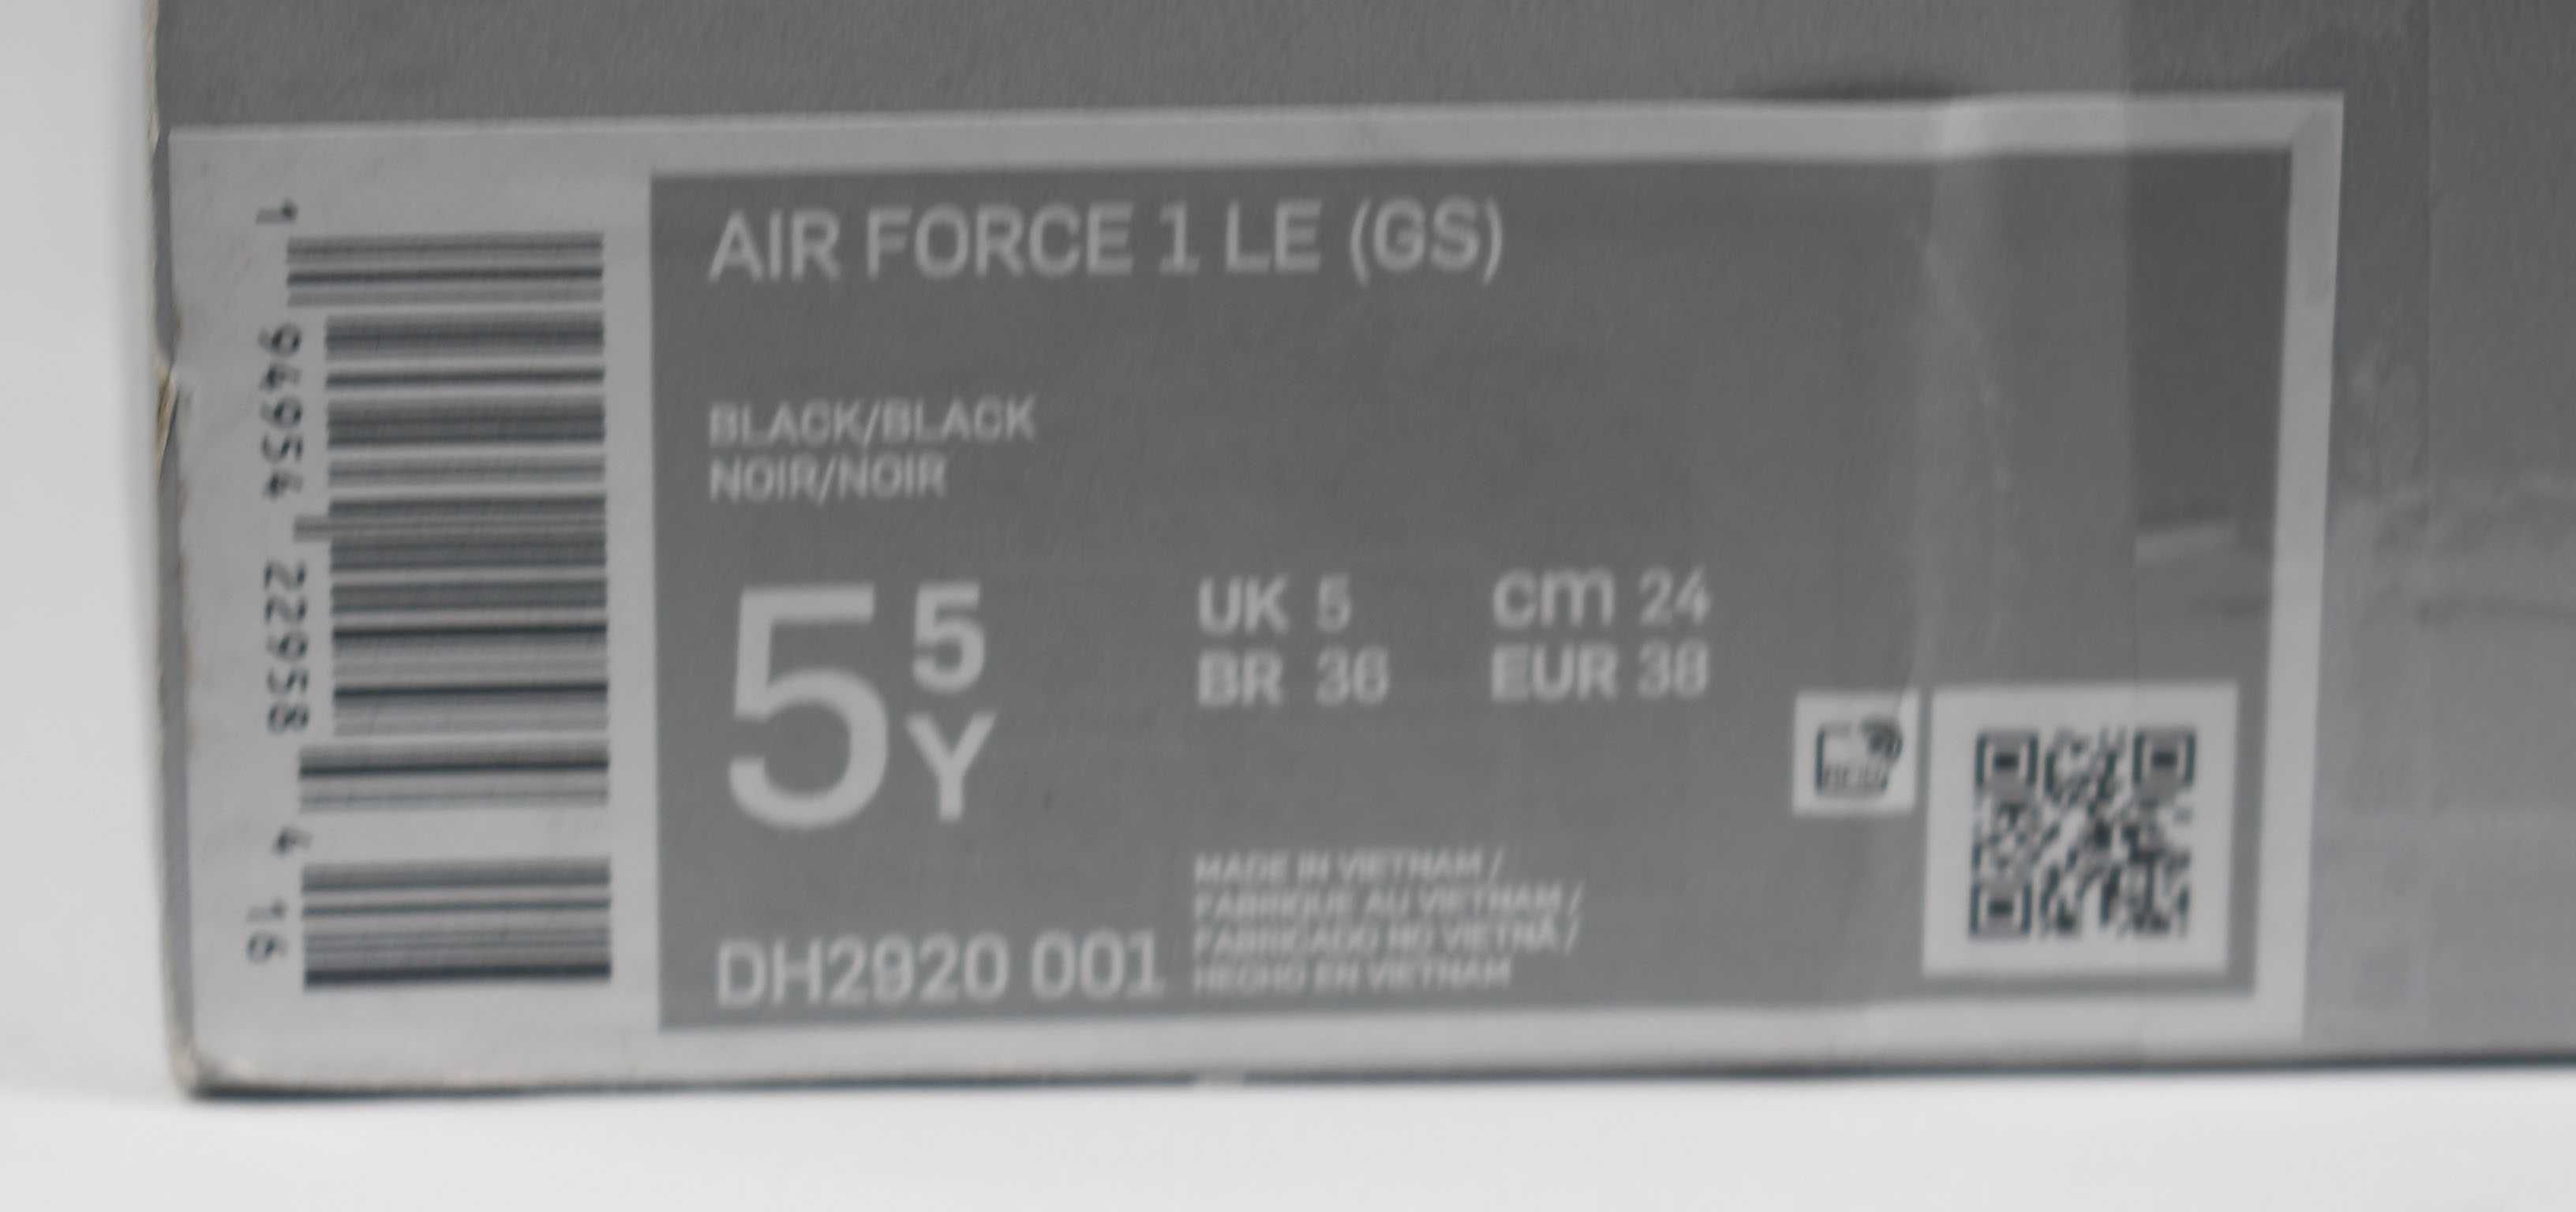 AIR FORCE 1 LE (GS)
BLACK/BLACK
NOIR/NOIR
5 5 Y
UK 5 cm 24
BR 36 EUR 38
DH2920 001
MADE IN VIETNAM /
FABRIQUE AU VIETNAM /
FABRICADO NO VIETNÃ /
HECHO EN VIETNAM
1 94954 22958 4 16